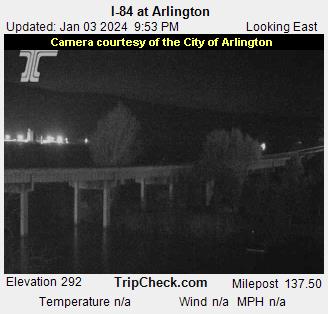 I-84 at Arlington
Updated: Jan 03 2024 9:53 PM Looking East
Camera courtesy of the City of Arlington
Elevation 292 TripCheck.com Milepost 137.50
Temperature n/a Wind n/a MPH n/a